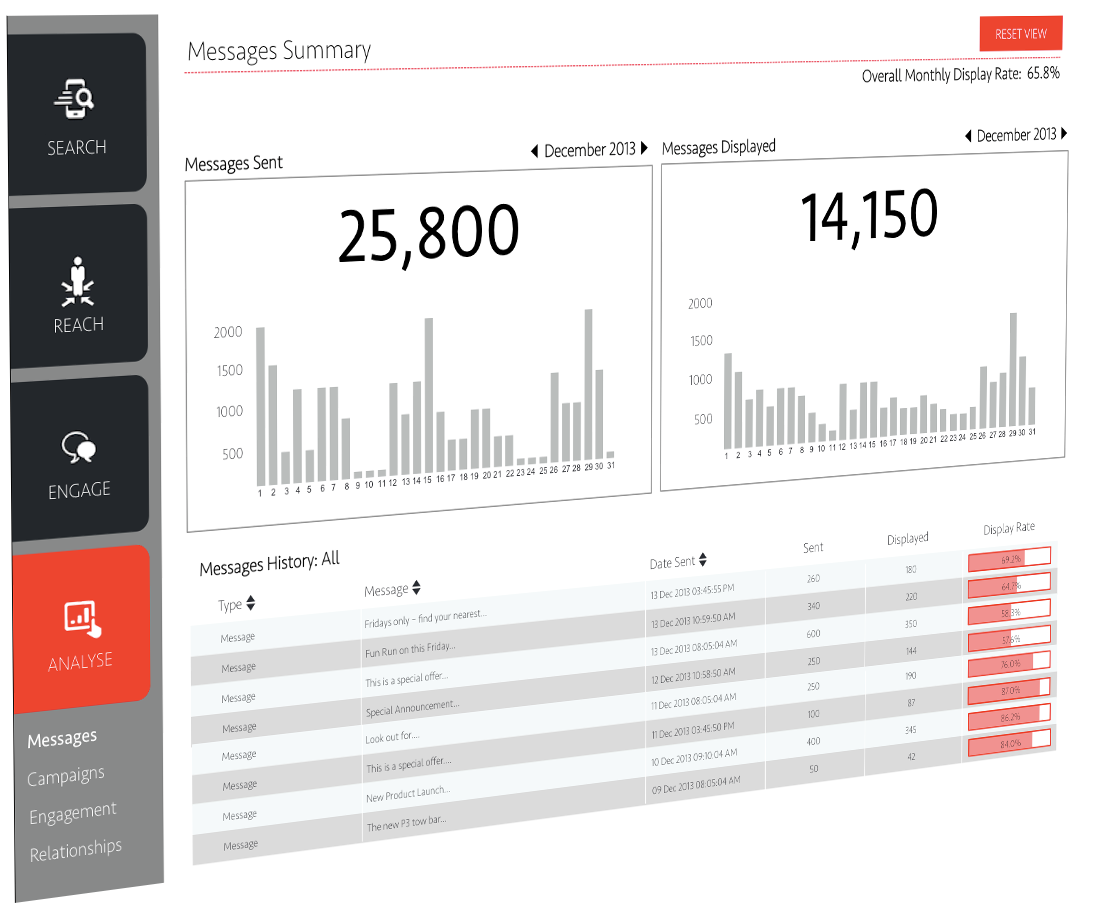 SEARCH
REACH
ENGAGE
ANALYSE
Messages
Campaigns
Engagement
Relationships
Messages Summary
RESET VIEW
Overall Monthly Display Rate: 65.8%
Messages Sent
December 2013
25,800
2000
1500
1000
500
1 2 3 4 5 6 7 8 9 10 11 12 13 14 15 16 17 18 19 20 21 22 23 24 25 26 27 28 29 30 31
Messages Displayed
December 2013
14,150
2000
1500
1000
500
1 2 3 4 5 6 7 8 9 10 11 12 13 14 15 16 17 18 19 20 21 22 23 24 25 26 27 28 29 30 31
Messages History: All
Type Message Date Sent Sent Displayed Display Rate
Message Fridays only – find your nearest... 13 Dec 2013 03:45:55 PM 260 180 69.2%
Message Fun Run on this Friday... 13 Dec 2013 10:59:50 AM 340 220 64.7%
Message This is a special offer... 13 Dec 2013 08:05:04 AM 600 350 58.3%
Message Special Announcement... 12 Dec 2013 10:58:50 AM 250 144 57.6%
Message Look out for.... 11 Dec 2013 08:05:04 AM 250 190 76.0%
Message This is a special offer.... 11 Dec 2013 03:45:50 PM 100 87 87.0%
Message New Product Launch... 10 Dec 2013 09:10:04 AM 400 345 86.2%
Message The new P3 tow bar... 09 Dec 2013 08:05:04 AM 50 42 84.0%